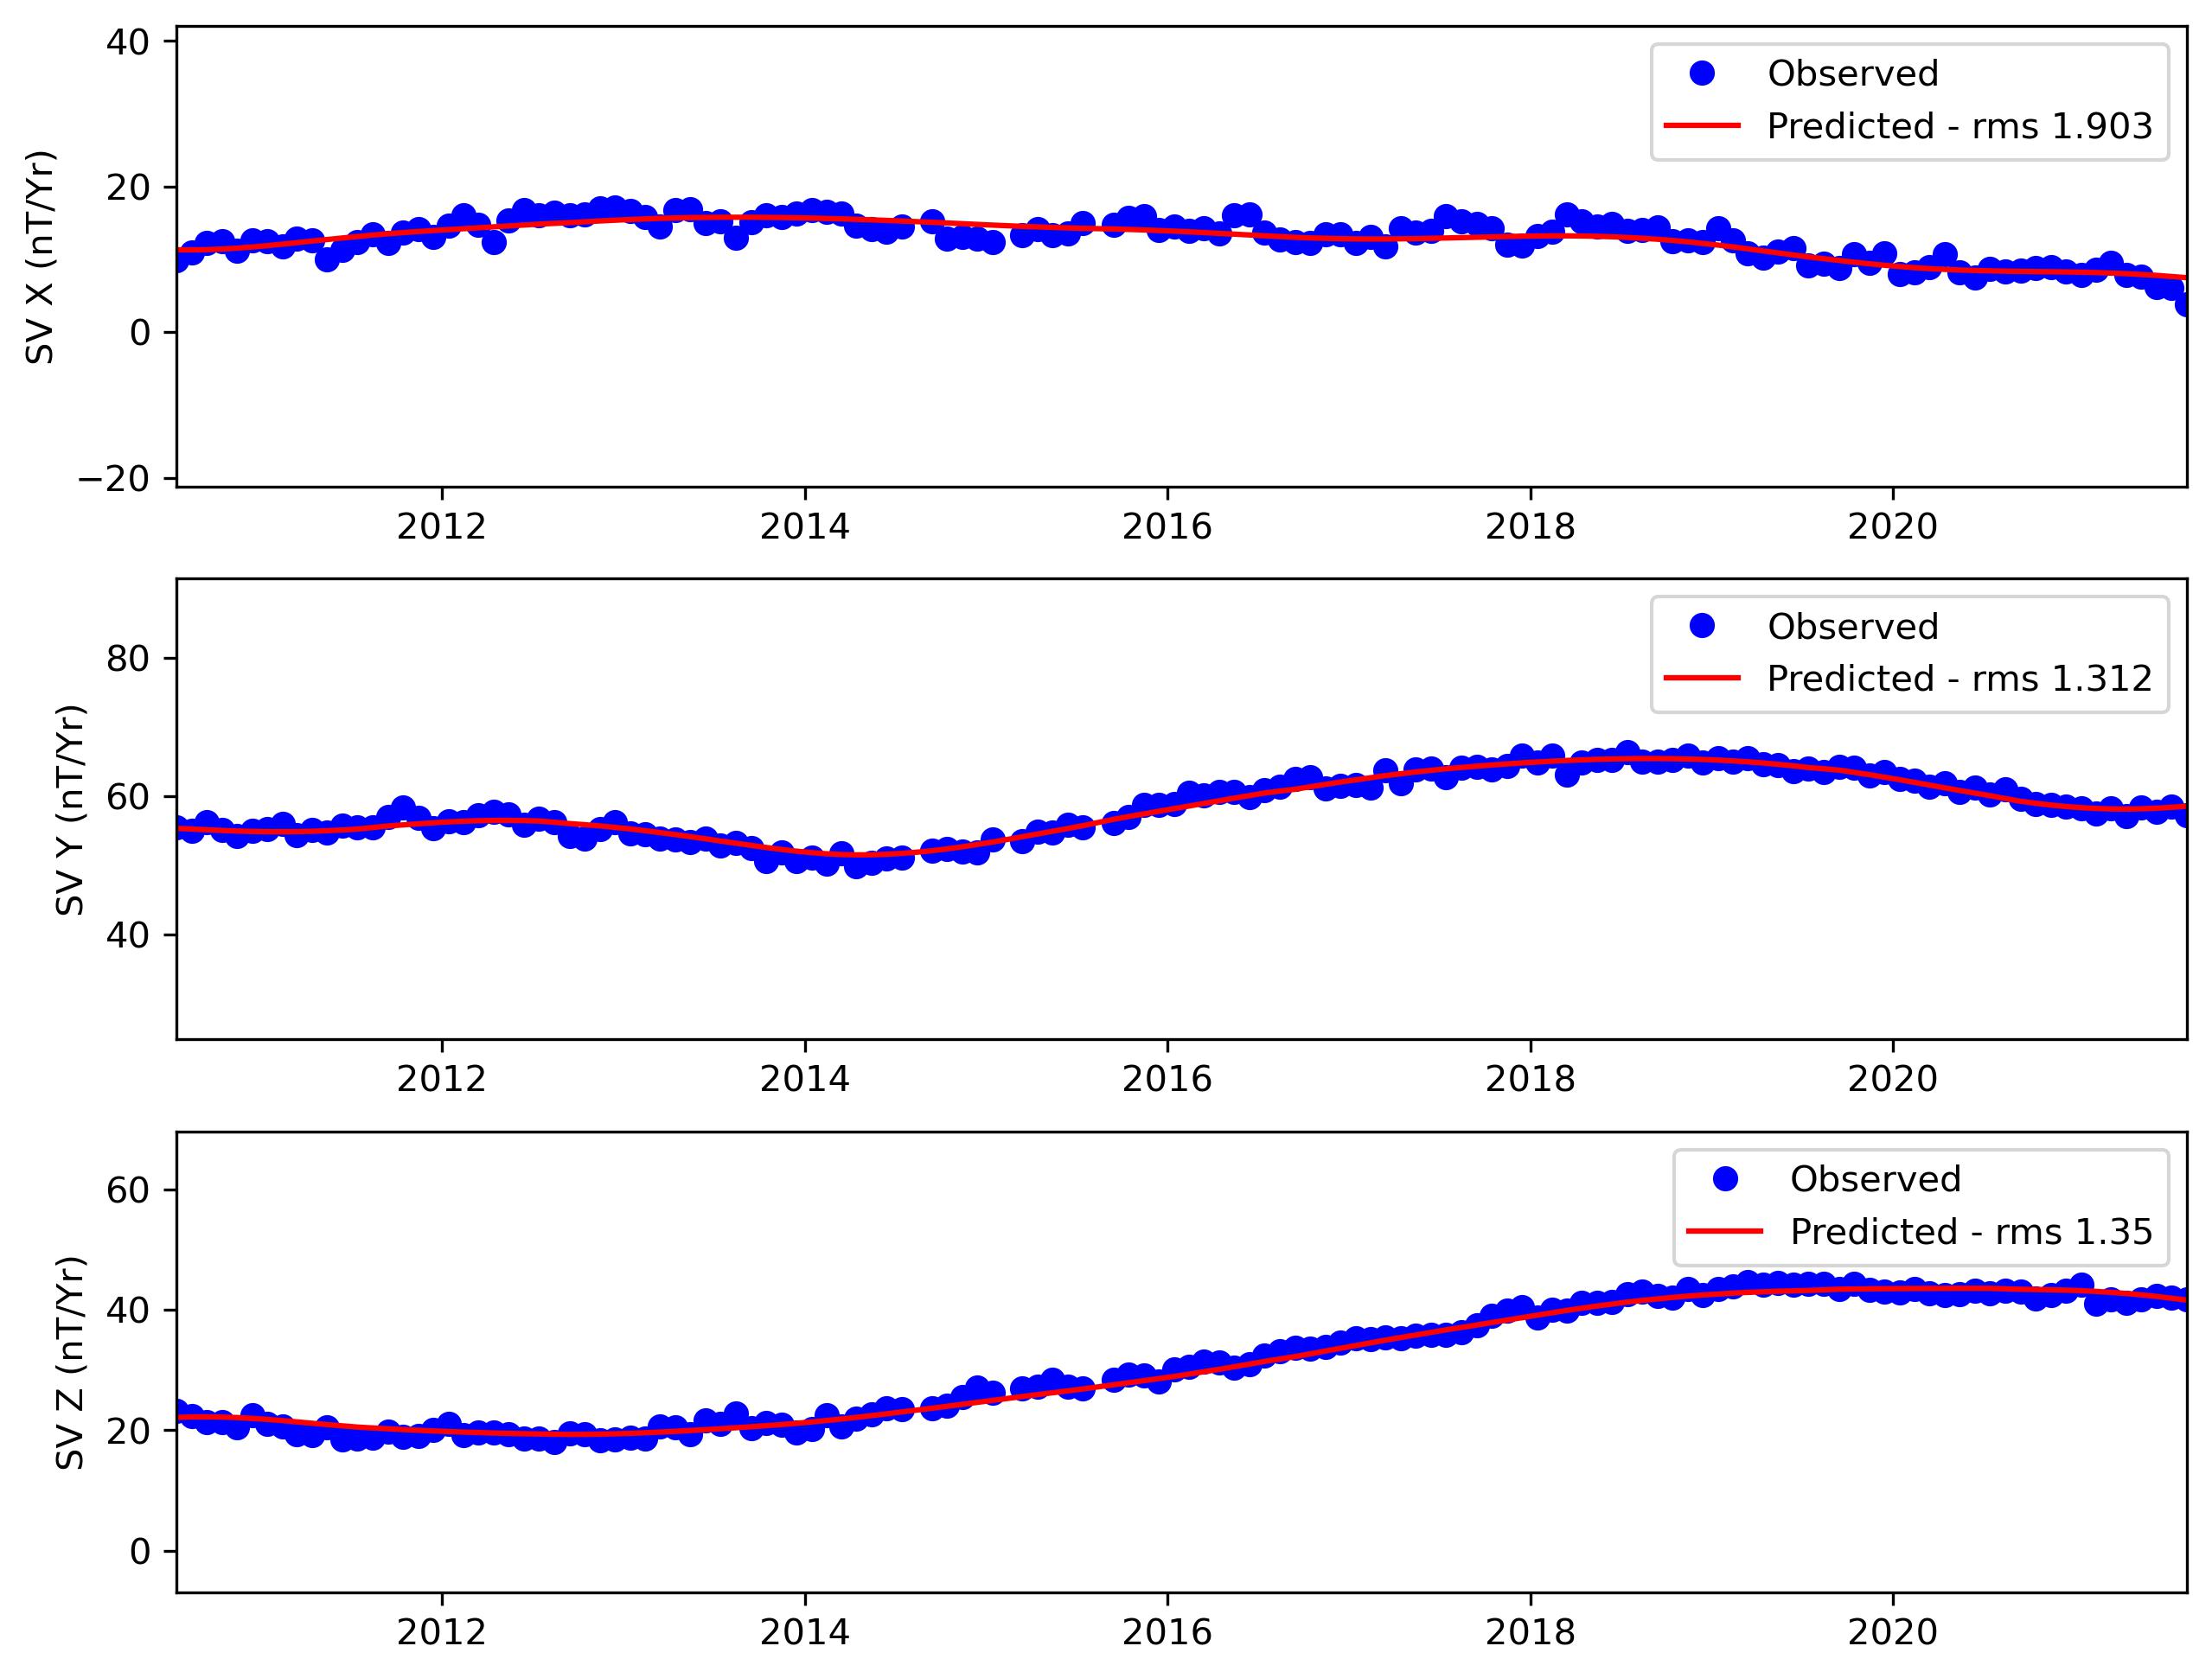 40
20
0
−20
SV X (nT/Yr)
Observed
Predicted - rms 1.903
2012 2014 2016 2018 2020
80
60
40
SV Y (nT/Yr)
Observed
Predicted - rms 1.312
2012 2014 2016 2018 2020
60
40
20
0
SV Z (nT/Yr)
Observed
Predicted - rms 1.35
2012 2014 2016 2018 2020